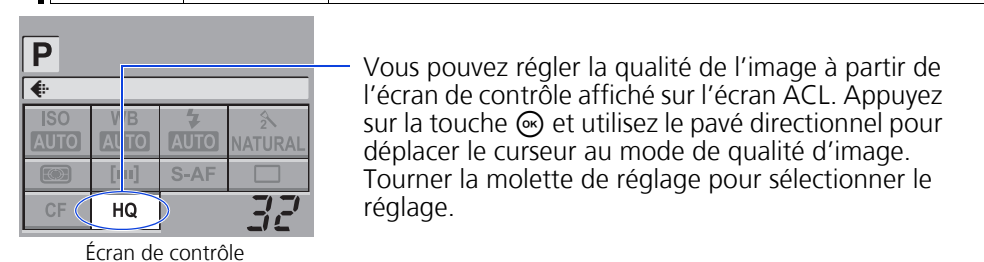 P
ISO WB 2
AUTO AUTO AUTO NATURAL
S-AF
CF HQ 32
Écran de contrôle
Vous pouvez régler la qualité de l’image à partir de
l’écran de contrôle affiché sur l’écran ACL. Appuyez
sur la touche OK et utilisez le pavé directionnel pour
déplacer le curseur au mode de qualité d’image.
Tourner la molette de réglage pour sélectionner le
réglage.